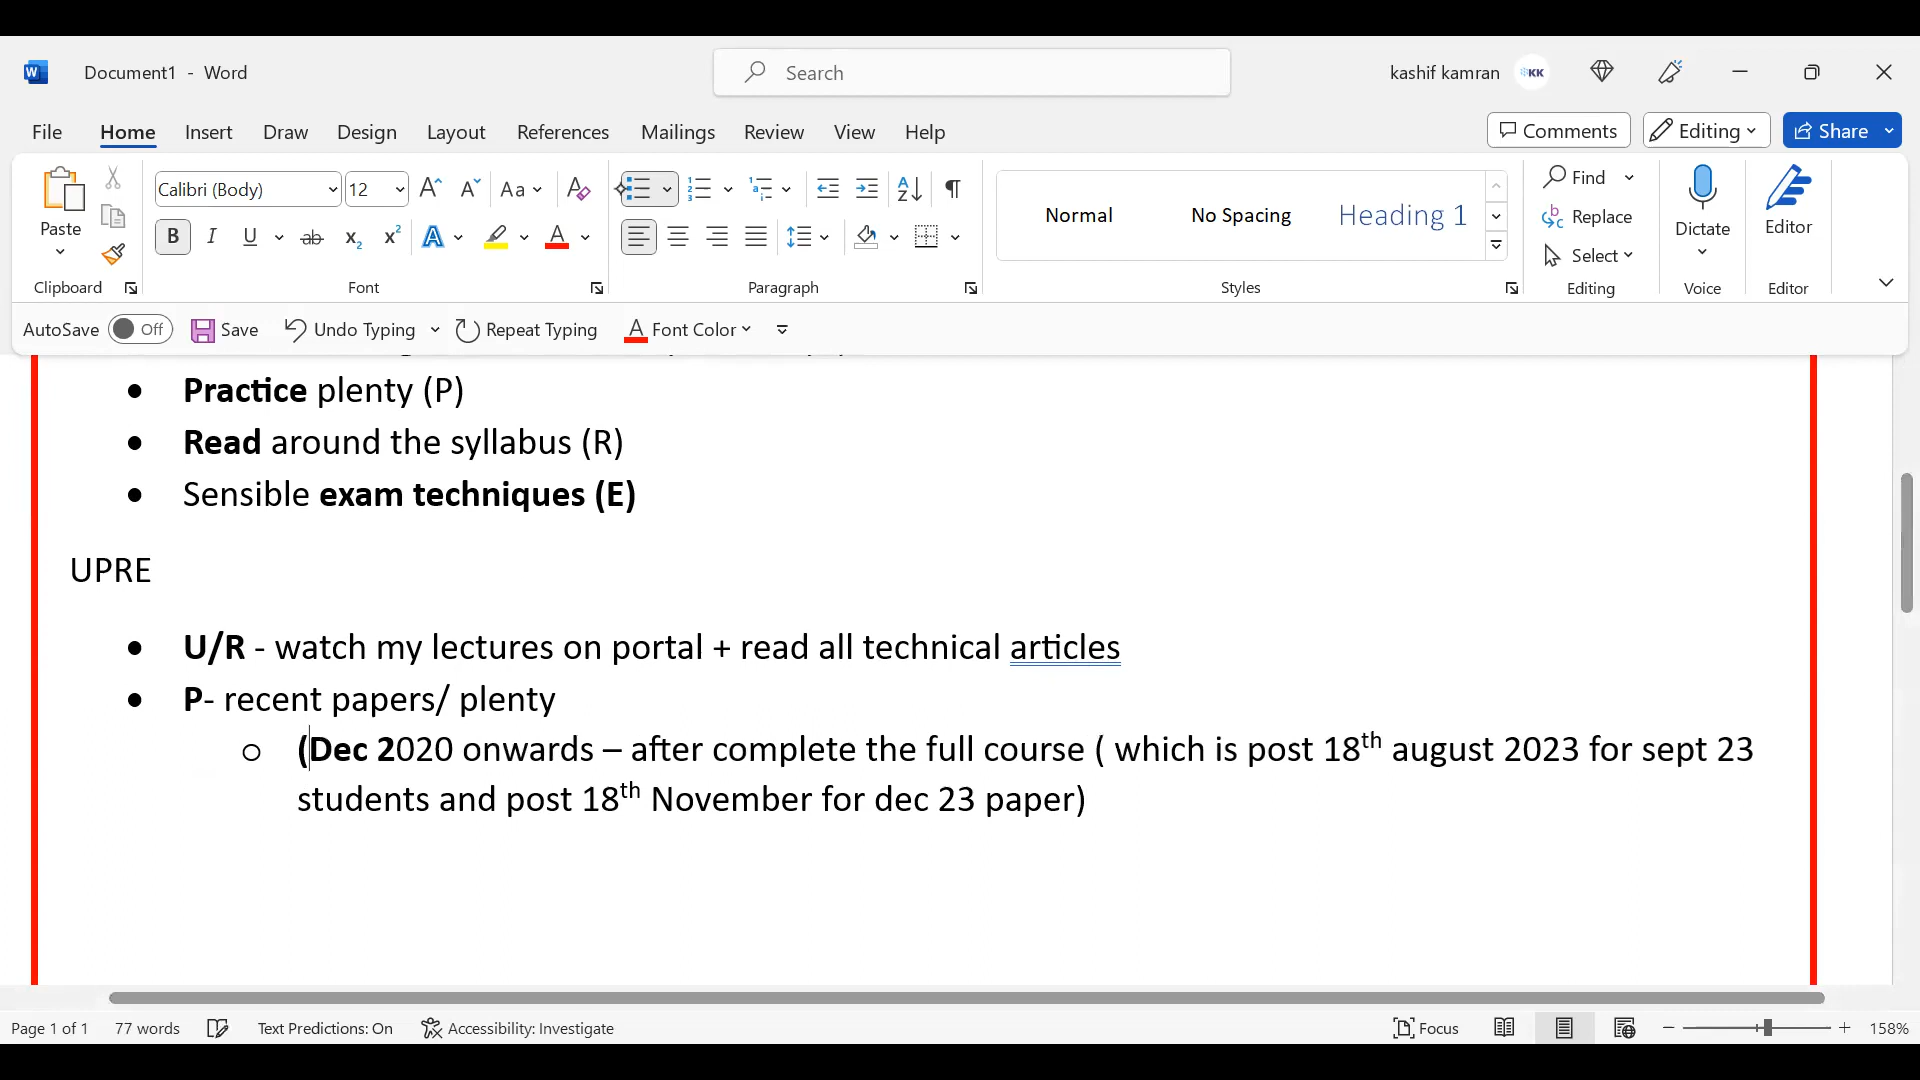 Document1 - Word
Search
kashif kamran
KK
File Home Insert Draw Design Layout References Mailings Review View Help
Comments
Editing
Share
Paste
Calibri (Body)
12
Normal
No Spacing
Heading 1
Find
Replace
Select
Dictate
Editor
Clipboard
Font
Paragraph
Styles
Editing
Voice
Editor
AutoSave Off Save Undo Typing Repeat Typing Font Color
• Practice plenty (P)
• Read around the syllabus (R)
• Sensible exam techniques (E)
UPRE
• U/R - watch my lectures on portal + read all technical articles
• P- recent papers/ plenty
o (Dec 2020 onwards – after complete the full course ( which is post 18th august 2023 for sept 23
students and post 18th November for dec 23 paper)
Page 1 of 1 77 words Text Predictions: On Accessibility: Investigate Focus 158%